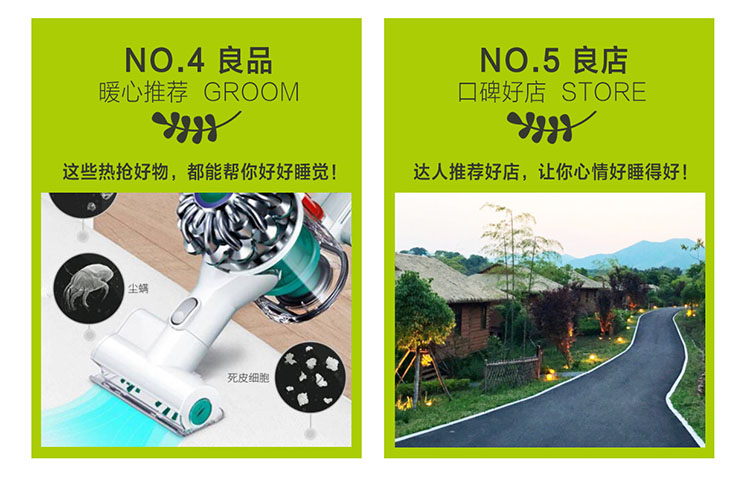 NO.4 良品
暖心推荐 GROOM
这些热抢好物，都能帮你好好睡觉！
尘螨
死皮细胞
NO.5 良店
口碑好店 STORE
达人推荐好店，让你心情好睡得好！